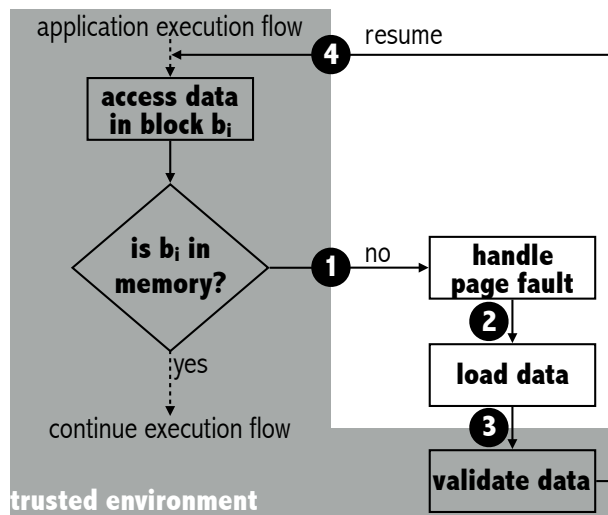 application execution flow
4 resume
access data
in block bi
is bi in
memory?
1 no
handle
page fault
2
load data
yes
3
continue execution flow
validate data
trusted environment